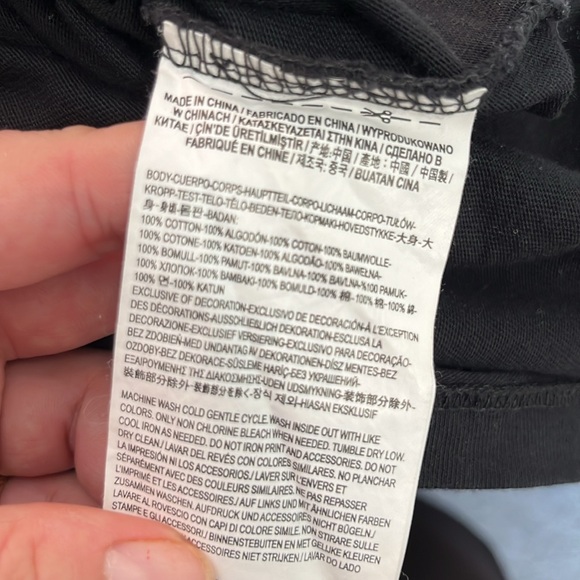 MADE IN CHINA / FABRICADO EN CHINA / WYPRODUKOWANO
W CHINACH / ΚΑΤΑΣΚΕΥΑΖΕΤΑΙ ΣΤΗΝ ΚΙΝΑ / СДЕЛАНО В
КИТАЕ / ÇİN'DE ÜRETİLMİŞTİR / 产地:中国 / 產地：中國 / 中国製 /
FABRIQUÉ EN CHINE / 제조국: 중국 / BUATAN CINA
BODY-CUERPO-CORPS-HAUPTTEIL-CORPO-LICHAAM-CORPO-TUŁÓW-
KROPP-TEST-TELO-TĚLO-BEDEN-ТЕЛО-ΚΟΡΜΑΚΙ-HOVEDSTYKKE-大身-大
身-身頃-몸판-BADAN:
100% COTTON-100% ALGODÓN-100% COTON-100% BAUMWOLLE-
100% COTONE-100% KATOEN-100% ALGODÃO-100% BAWEŁNA-
100% BOMULL-100% PAMUT-100% BAVLNA-100% BAVLNA-%100 PAMUK-
100% ХЛОПОК-100% ΒΑΜΒΑΚΙ-100% BOMULD-100% 棉-100% 棉-100% 綿-
100% 면-100% KATUN
EXCLUSIVE OF DECORATION-EXCLUSIVO DE DECORACIÓN-À L'EXCEPTION
DES DÉCORATIONS-AUSSCHLIEßLICH DEKORATION-ESCLUSA LA
DECORAZIONE-EXCLUSIEF VERSIERING-EXCLUSIVO PARA DECORAÇÃO-
BEZ ZDOBIEŃ-MED UNDANTAG AV DEKORATIONEN-DÍSZ MENTES-BEZ
OZDOBY-BEZ DEKORACE-SÜSLEME HARİÇ-БЕЗ УКРАШЕНИЙ-
ΕΞΑΙΡΟΥΜΕΝΗΣ ΤΗΣ ΔΙΑΚΟΣΜΗΣΗΣ-UDEN UDSMYKNING-装饰部分除外-
裝飾部分除外-装飾部分を除く-장식 제외-HIASAN EKSKLUSIF
MACHINE WASH COLD GENTLE CYCLE. WASH INSIDE OUT WITH LIKE
COLORS. ONLY NON CHLORINE BLEACH WHEN NEEDED. TUMBLE DRY LOW.
COOL IRON AS NEEDED. DO NOT IRON PRINT AND ACCESSORIES. DO NOT
DRY CLEAN./ LAVAR DEL REVÉS CON COLORES SIMILARES. NO PLANCHAR
LA IMPRESIÓN NI LOS ACCESORIOS./ LAVER SUR L'ENVERS ET
SÉPARÉMENT AVEC DES COULEURS SIMILAIRES. NE PAS REPASSER
L'IMPRIMÉ ET LES ACCESSOIRES./ AUF LINKS UND MIT ÄHNLICHEN FARBEN
ZUSAMMEN WASCHEN, AUFDRUCK UND ACCESSOIRES NICHT BÜGELN./
LAVARE AL ROVESCIO CON CAPI DI COLORE SIMILE. NON STIRARE SULLE
STAMPE E GLI ACCESSORI./ BINNENSTEBUITEN EN MET GELIJKE KLEUREN
ACCESSOIRES NIET STRIJKEN./ LAVAR DO LADO